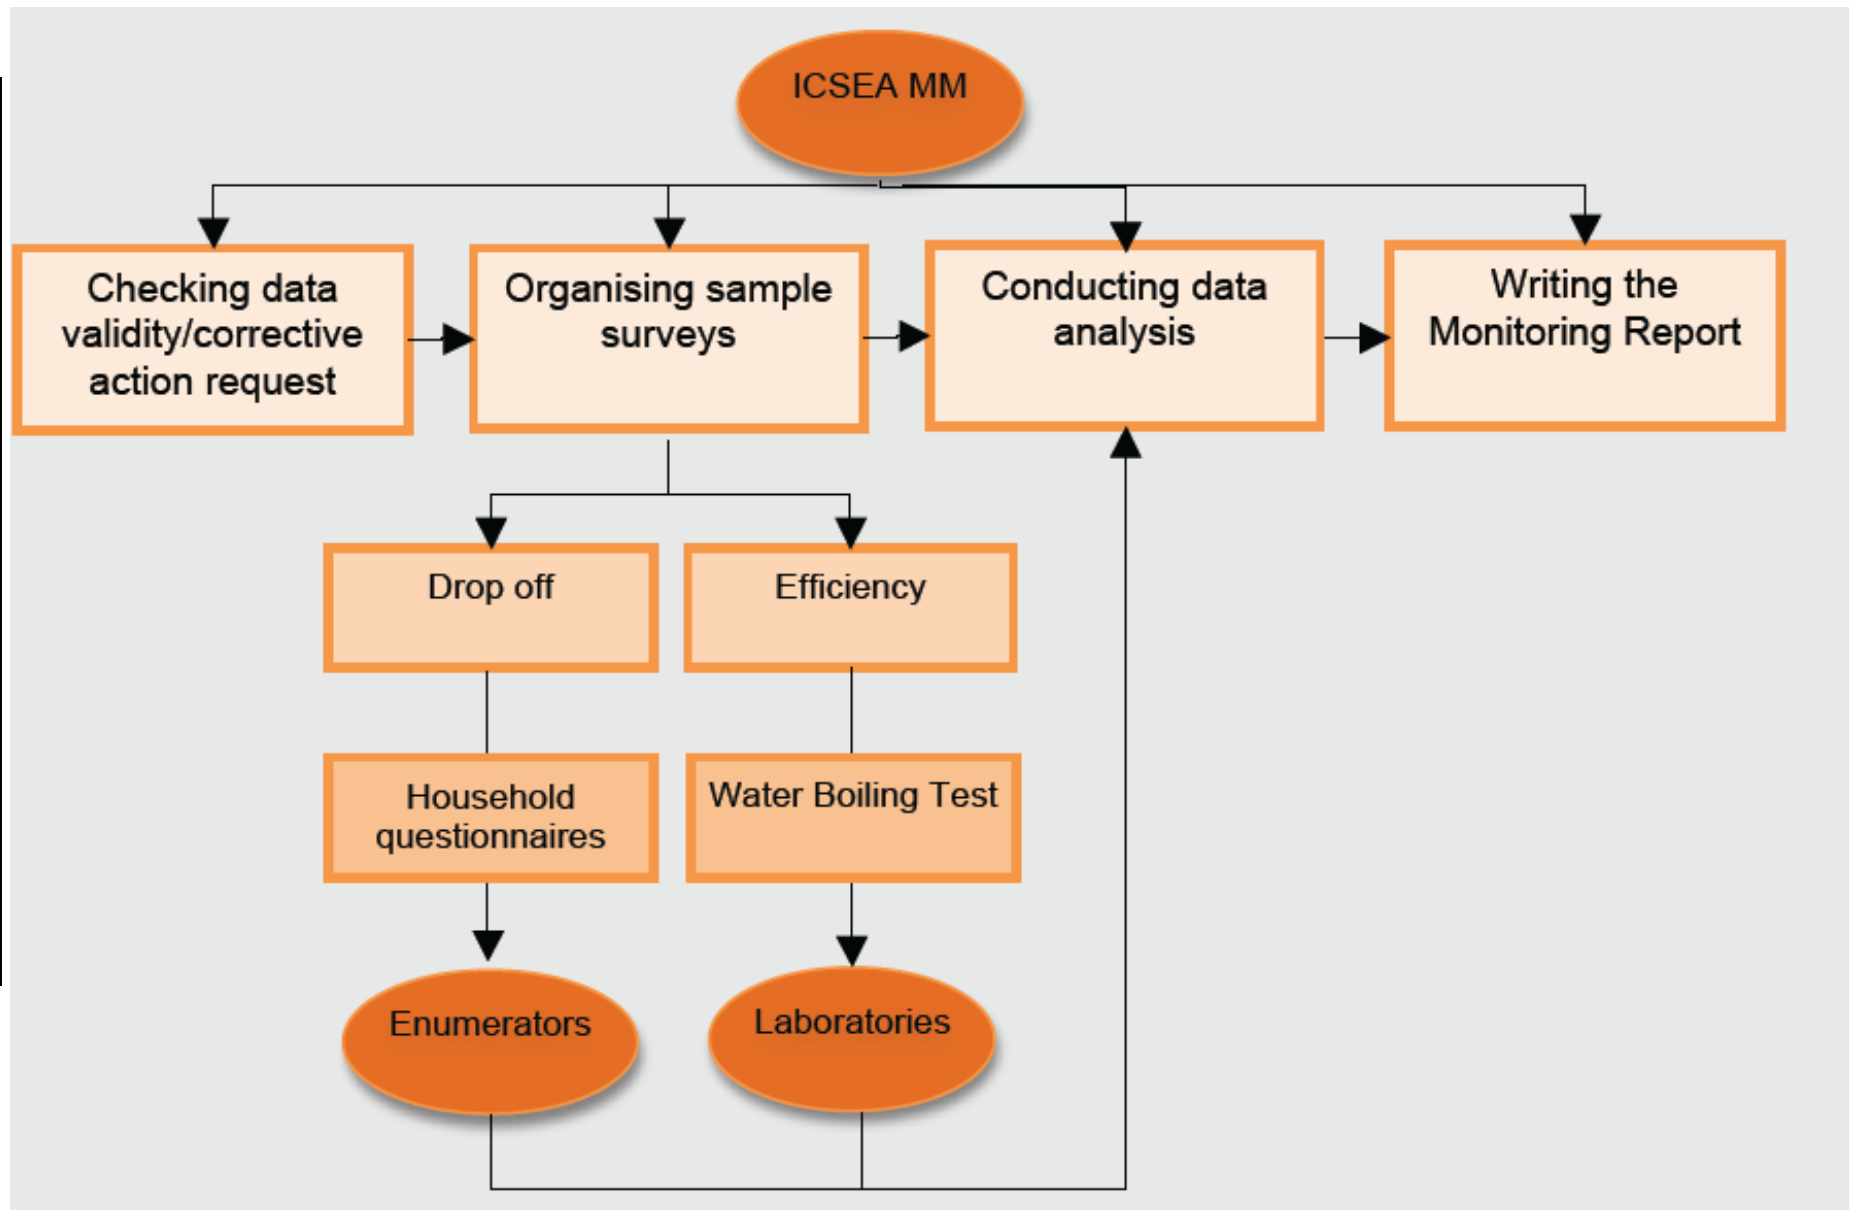 ICSEA MM
Checking data
validity/corrective
action request
Organising sample
surveys
Conducting data
analysis
Writing the
Monitoring Report
Drop off
Efficiency
Household
questionnaires
Water Boiling Test
Enumerators
Laboratories